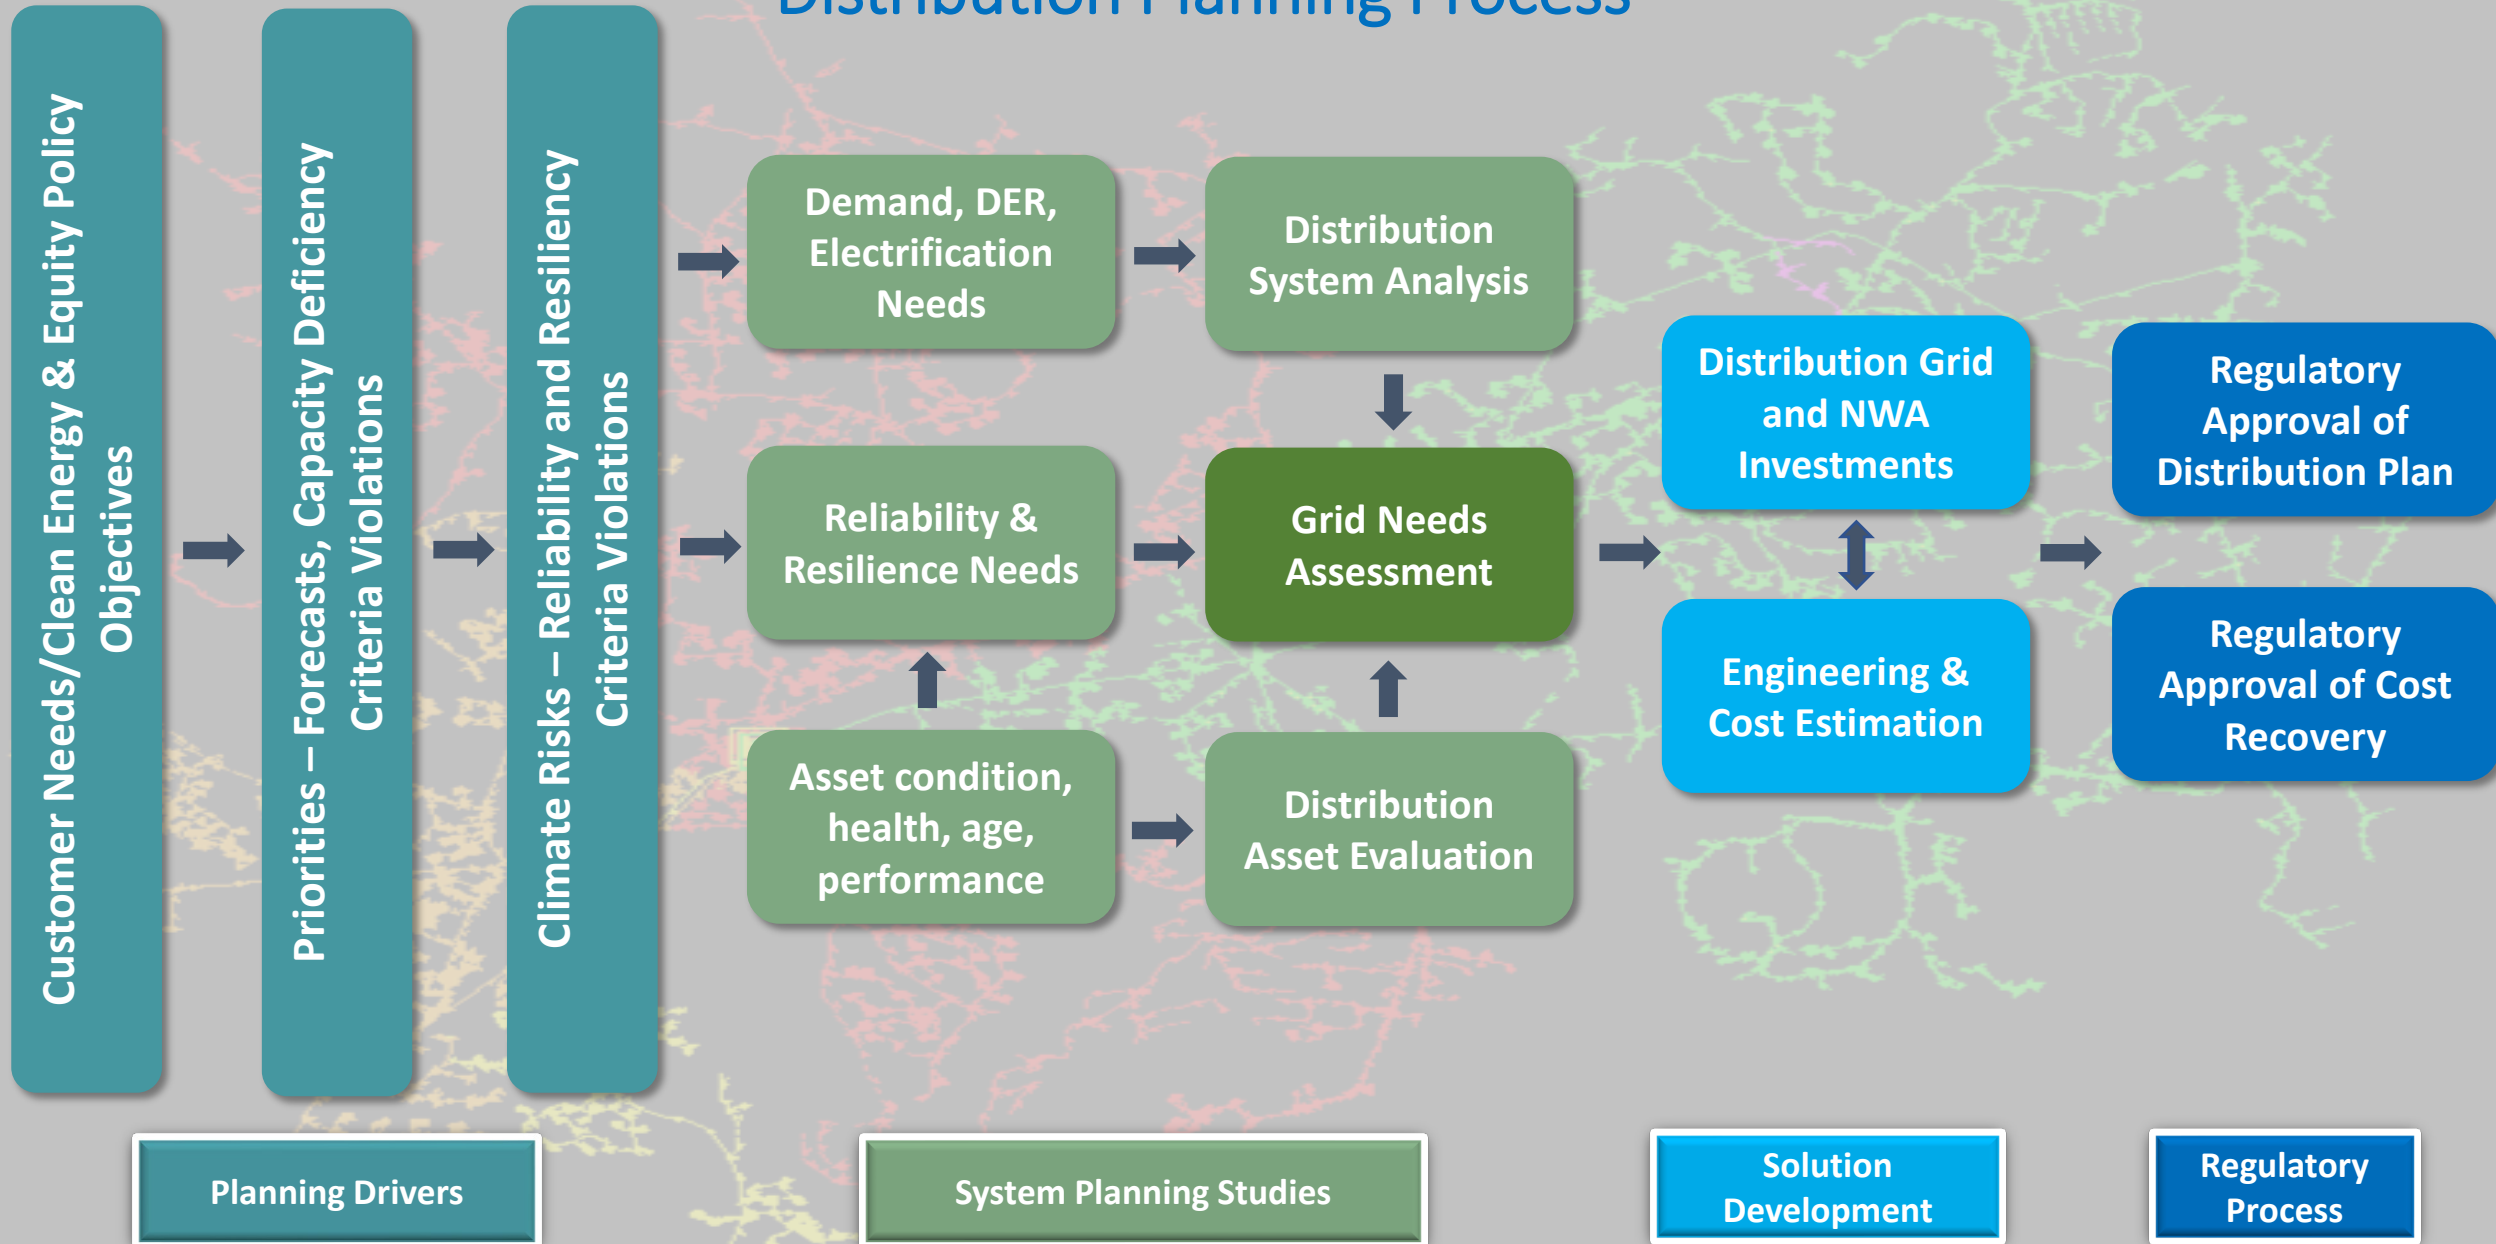 Distribution Planning Process
Customer Needs/Clean Energy & Equity Policy
Objectives
Priorities – Forecasts, Capacity Deficiency
Criteria Violations
Climate Risks – Reliability and Resiliency
Criteria Violations
Demand, DER,
Electrification
Needs
Distribution
System Analysis
Reliability &
Resilience Needs
Grid Needs
Assessment
Asset condition,
health, age,
performance
Distribution
Asset Evaluation
Distribution Grid
and NWA
Investments
Engineering &
Cost Estimation
Regulatory
Approval of
Distribution Plan
Regulatory
Approval of Cost
Recovery
Planning Drivers
System Planning Studies
Solution
Development
Regulatory
Process